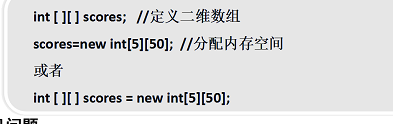 int [ ][ ] scores;   //定义二维数组
scores=new int[5][50];  //分配内存空间
或者
int [ ][ ] scores = new int[5][50];